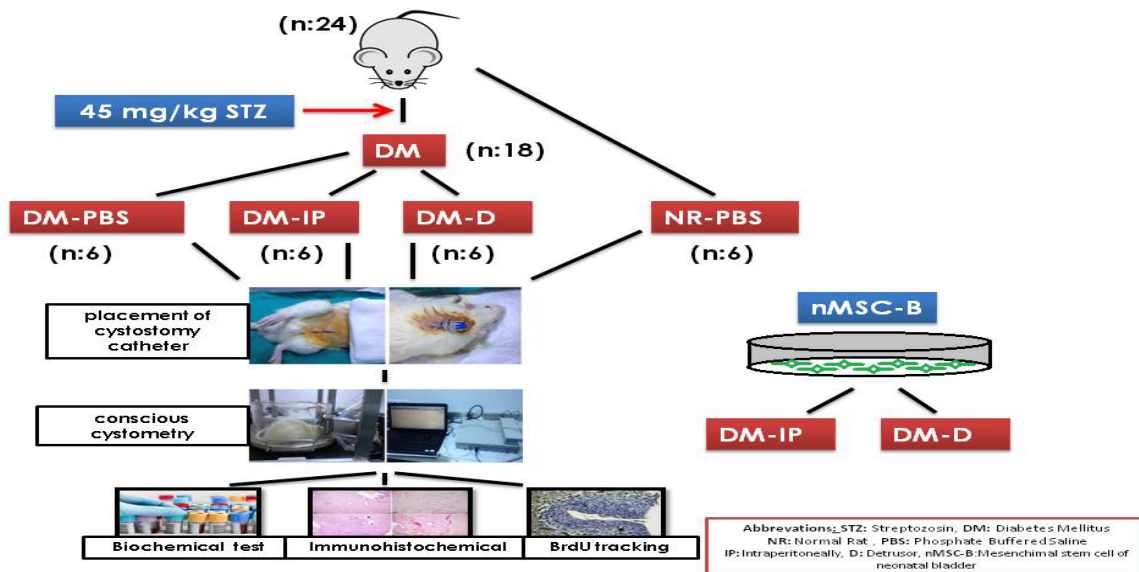 (n:24)
45 mg/kg STZ
DM
(n:18)
DM-PBS
DM-IP
DM-D
NR-PBS
(n:6)
(n:6)
(n:6)
(n:6)
placement of
cystostomy
catheter
nMSC-B
conscious
cystometry
DM-IP
DM-D
Biochemical test
Immunohistochemical
BrdU tracking
Abbrevations; STZ: Streptozosin, DM: Diabetes Mellitus
NR: Normal Rat , PBS: Phosphate Buffered Saline
IP: Intraperitoneally, D: Detrusor, nMSC-B:Mesenchimal stem cell of
neonatal bladder